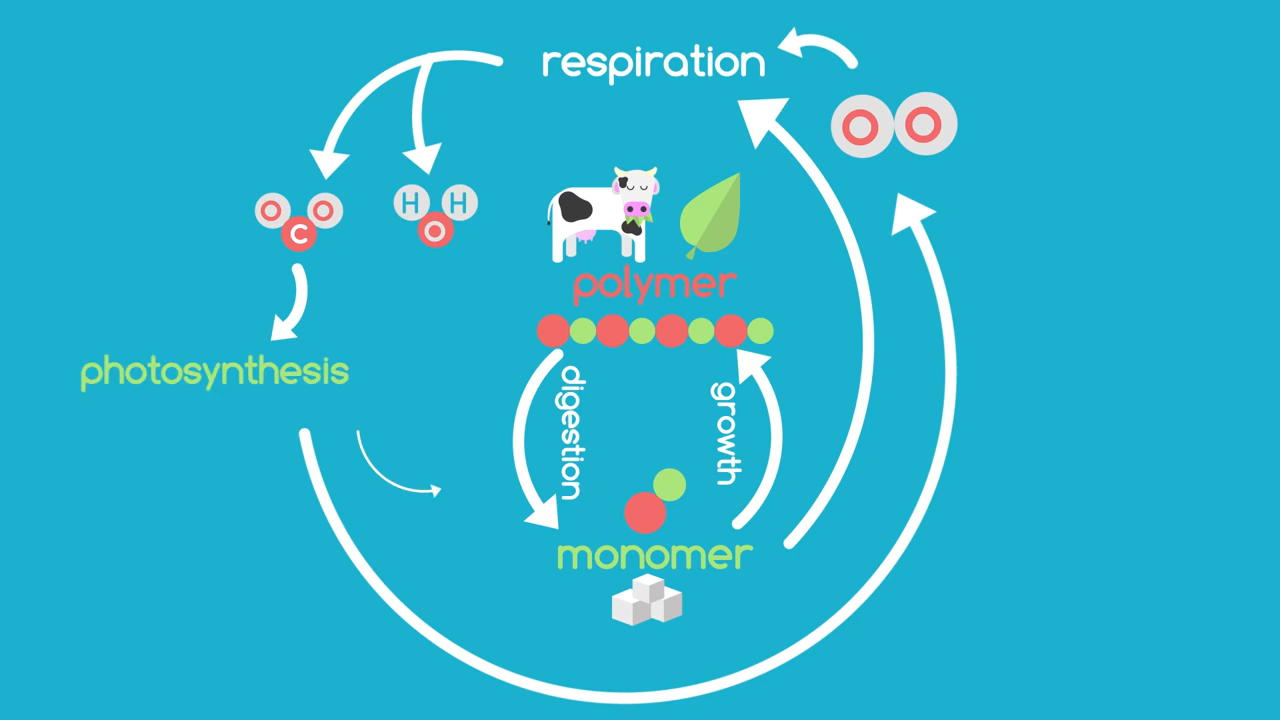 respiration
O O
O O
C
H H
O
polymer
photosynthesis
digestion
growth
monomer